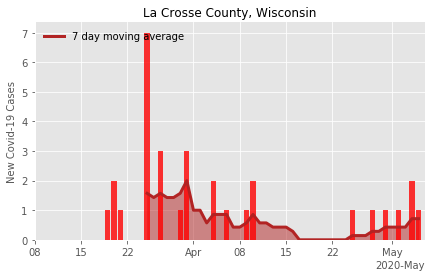 La Crosse County, Wisconsin
7 day moving average
New Covid-19 Cases
7
6
5
4
3
2
1
0
08 15 22 Apr 08 15 22 May
2020-May